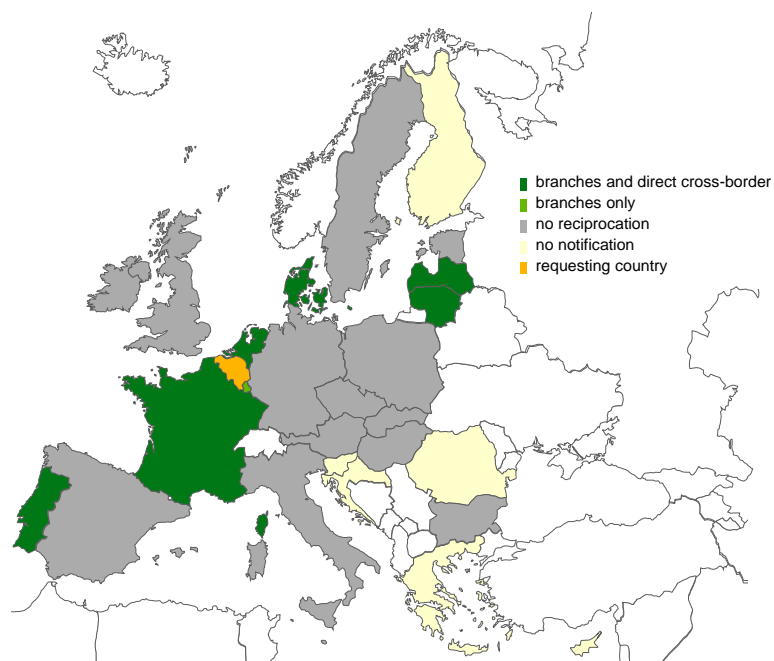 branches and direct cross-border
branches only
no reciprocation
no notification
requesting country